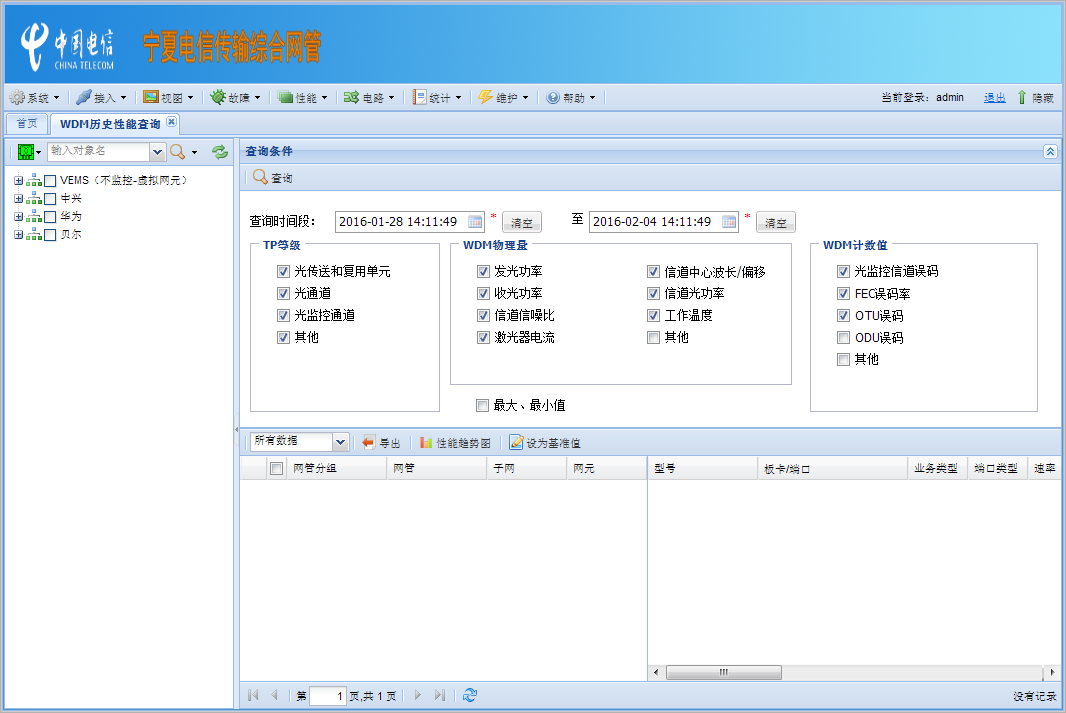 中国电信
CHINA TELECOM
宁夏电信传输综合网管
系统 接入 视图 故障 性能 电路 统计 维护 帮助 当前登录: admin 退出 隐藏
首页 WDM历史性能查询
输入对象名
VEMS（不监控-虚拟网元）
中兴
华为
贝尔
查询条件
查询
查询时间段: 2016-01-28 14:11:49 * 清空 至 2016-02-04 14:11:49 * 清空
TP等级
光传送和复用单元
光通道
光监控通道
其他
WDM物理量
发光功率 信道中心波长/偏移
收光功率 信道光功率
信道信噪比 工作温度
激光器电流 其他
WDM计数值
光监控信道误码
FEC误码率
OTU误码
ODU误码
其他
最大、最小值
所有数据 导出 性能趋势图 设为基准值
网管分组 网管 子网 网元 型号 板卡/端口 业务类型 端口类型 速率
第 1 页,共 1 页 没有记录